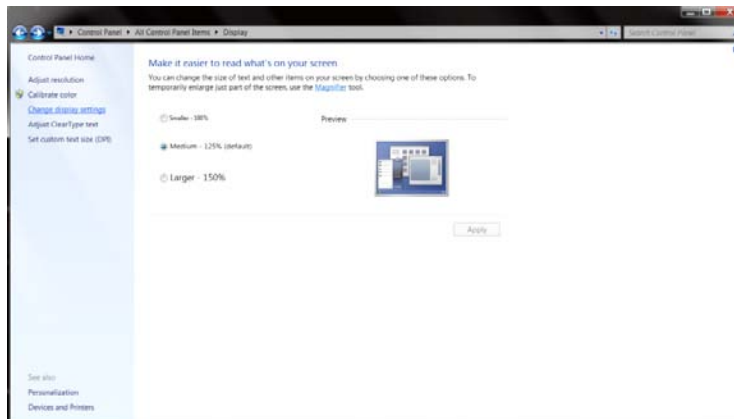 Control Panel ▸ All Control Panel Items ▸ Display
Search Control Panel
Control Panel Home
Adjust resolution
Calibrate color
Change display settings
Adjust ClearType text
Set custom text size (DPI)
See also
Personalization
Devices and Printers
Make it easier to read what's on your screen
You can change the size of text and other items on your screen by choosing one of these options. To
temporarily enlarge just part of the screen, use the Magnifier tool.
Smaller - 100%
Preview
Medium - 125% (default)
Larger - 150%
Apply